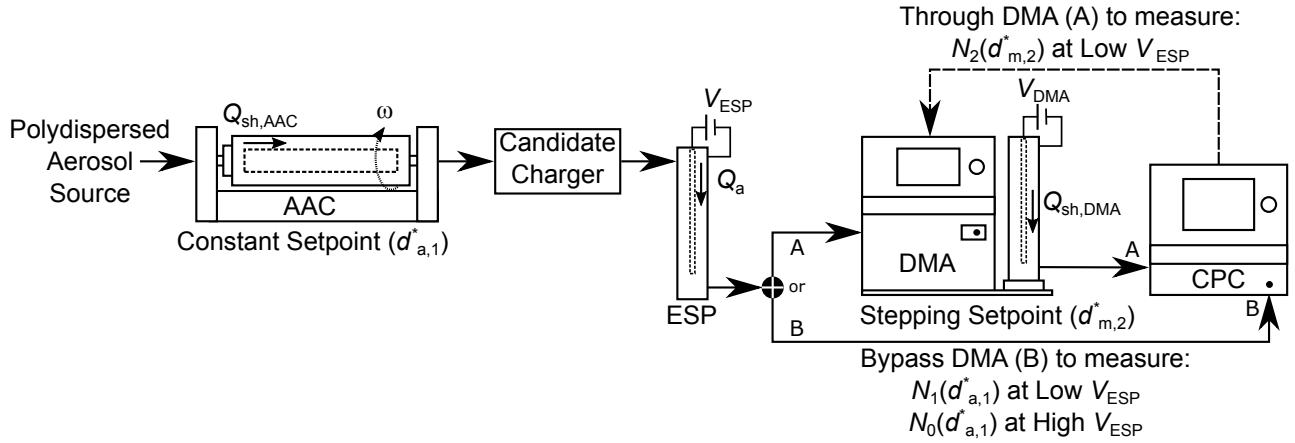 Through DMA (A) to measure:
N₂(d*m,2) at Low VESP
Polydispersed
Aerosol
Source
Qsh,AAC
ω
AAC
Constant Setpoint (d*a,1)
Candidate
Charger
VESP
Qa
ESP
A
or
B
DMA
VDMA
Qsh,DMA
Stepping Setpoint (d*m,2)
A
CPC
B
Bypass DMA (B) to measure:
N₁(d*a,1) at Low VESP
N₀(d*a,1) at High VESP